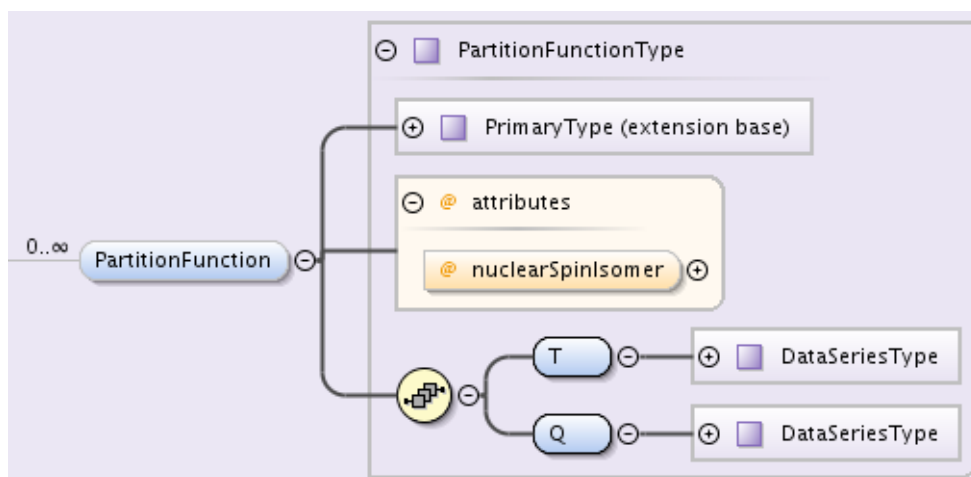 PartitionFunctionType
PrimaryType (extension base)
@ attributes
0..∞
PartitionFunction
@ nuclearSpinIsomer
T
DataSeriesType
Q
DataSeriesType